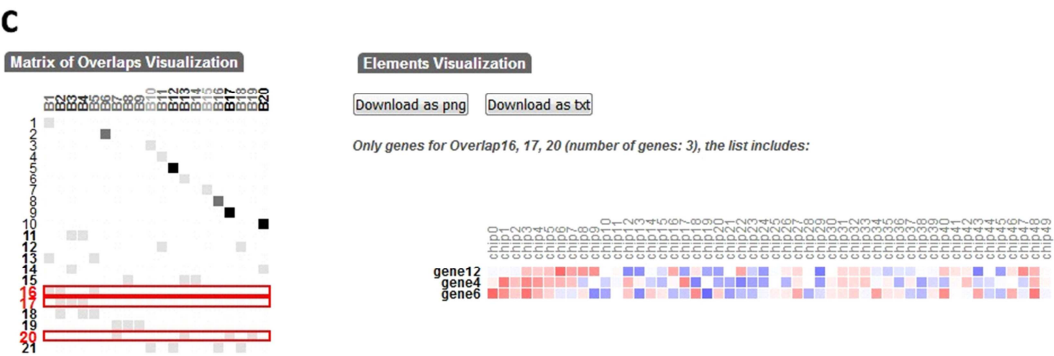 C
Matrix of Overlaps Visualization
B1 B2 B3 B4 B5 B6 B7 B8 B9 B10 B11 B12 B13 B14 B15 B16 B17 B18 B19 B20
1
2
3
4
5
6
7
8
9
10
11
12
13
14
15
16
17
18
19
20
21
Elements Visualization
Download as png Download as txt
Only genes for Overlap16, 17, 20 (number of genes: 3), the list includes:
chip0 chip1 chip2 chip3 chip4 chip5 chip6 chip7 chip8 chip9 chip10 chip11 chip12 chip13 chip14 chip15 chip16 chip17 chip18 chip19 chip20 chip21 chip22 chip23 chip24 chip25 chip26 chip27 chip28 chip29 chip30 chip31 chip32 chip33 chip34 chip35 chip36 chip37 chip38 chip39 chip40 chip41 chip42 chip43 chip44 chip45 chip46 chip47 chip48 chip49
gene12
gene4
gene6